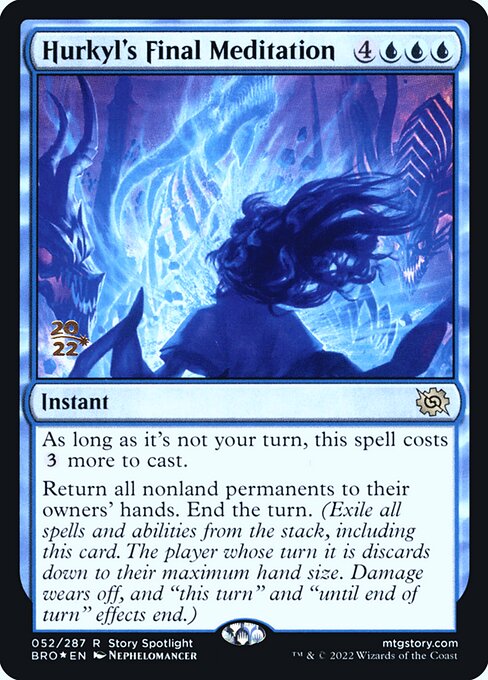 Hurkyl's Final Meditation 4
20
22
Instant
As long as it's not your turn, this spell costs
3 more to cast.
Return all nonland permanents to their
owners' hands. End the turn. (Exile all
spells and abilities from the stack, including
this card. The player whose turn it is discards
down to their maximum hand size. Damage
wears off, and “this turn” and “until end of
turn” effects end.)
052/287 R Story Spotlight mtgstory.com
BRO★EN Nephelomancer ™ & © 2022 Wizards of the Coast